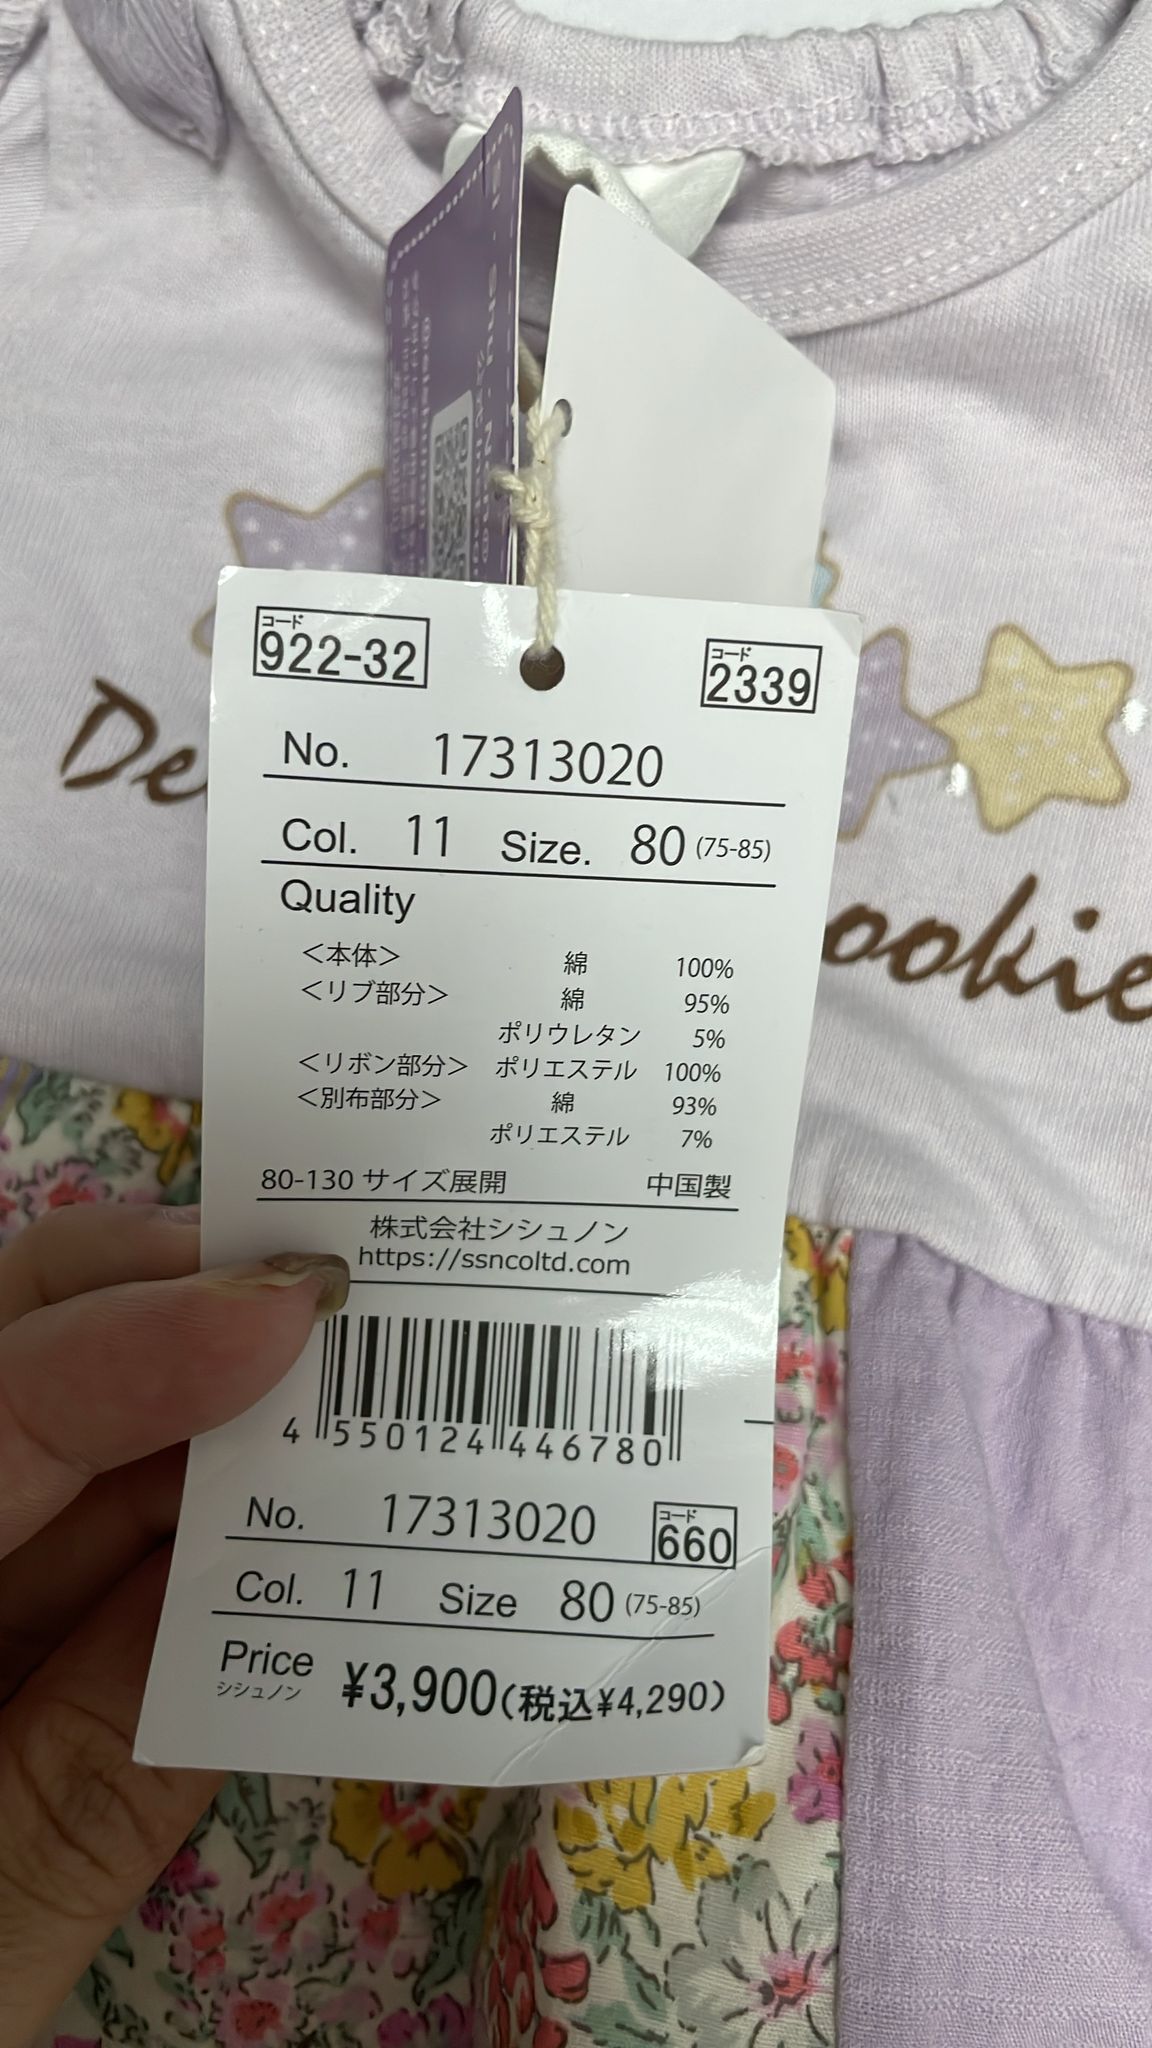 コード
922-32
コード
2339
No. 17313020
Col. 11 Size. 80 (75-85)
Quality
＜本体＞ 綿 100%
＜リブ部分＞ 綿 95%
ポリウレタン 5%
＜リボン部分＞ ポリエステル 100%
＜別布部分＞ 綿 93%
ポリエステル 7%
80-130 サイズ展開 中国製
株式会社シシュノン
https://ssncoltd.com
4 550124 446780
No. 17313020
コード
660
Col. 11 Size 80 (75-85)
Price
シシュノン
¥3,900(税込¥4,290)
De
ookie